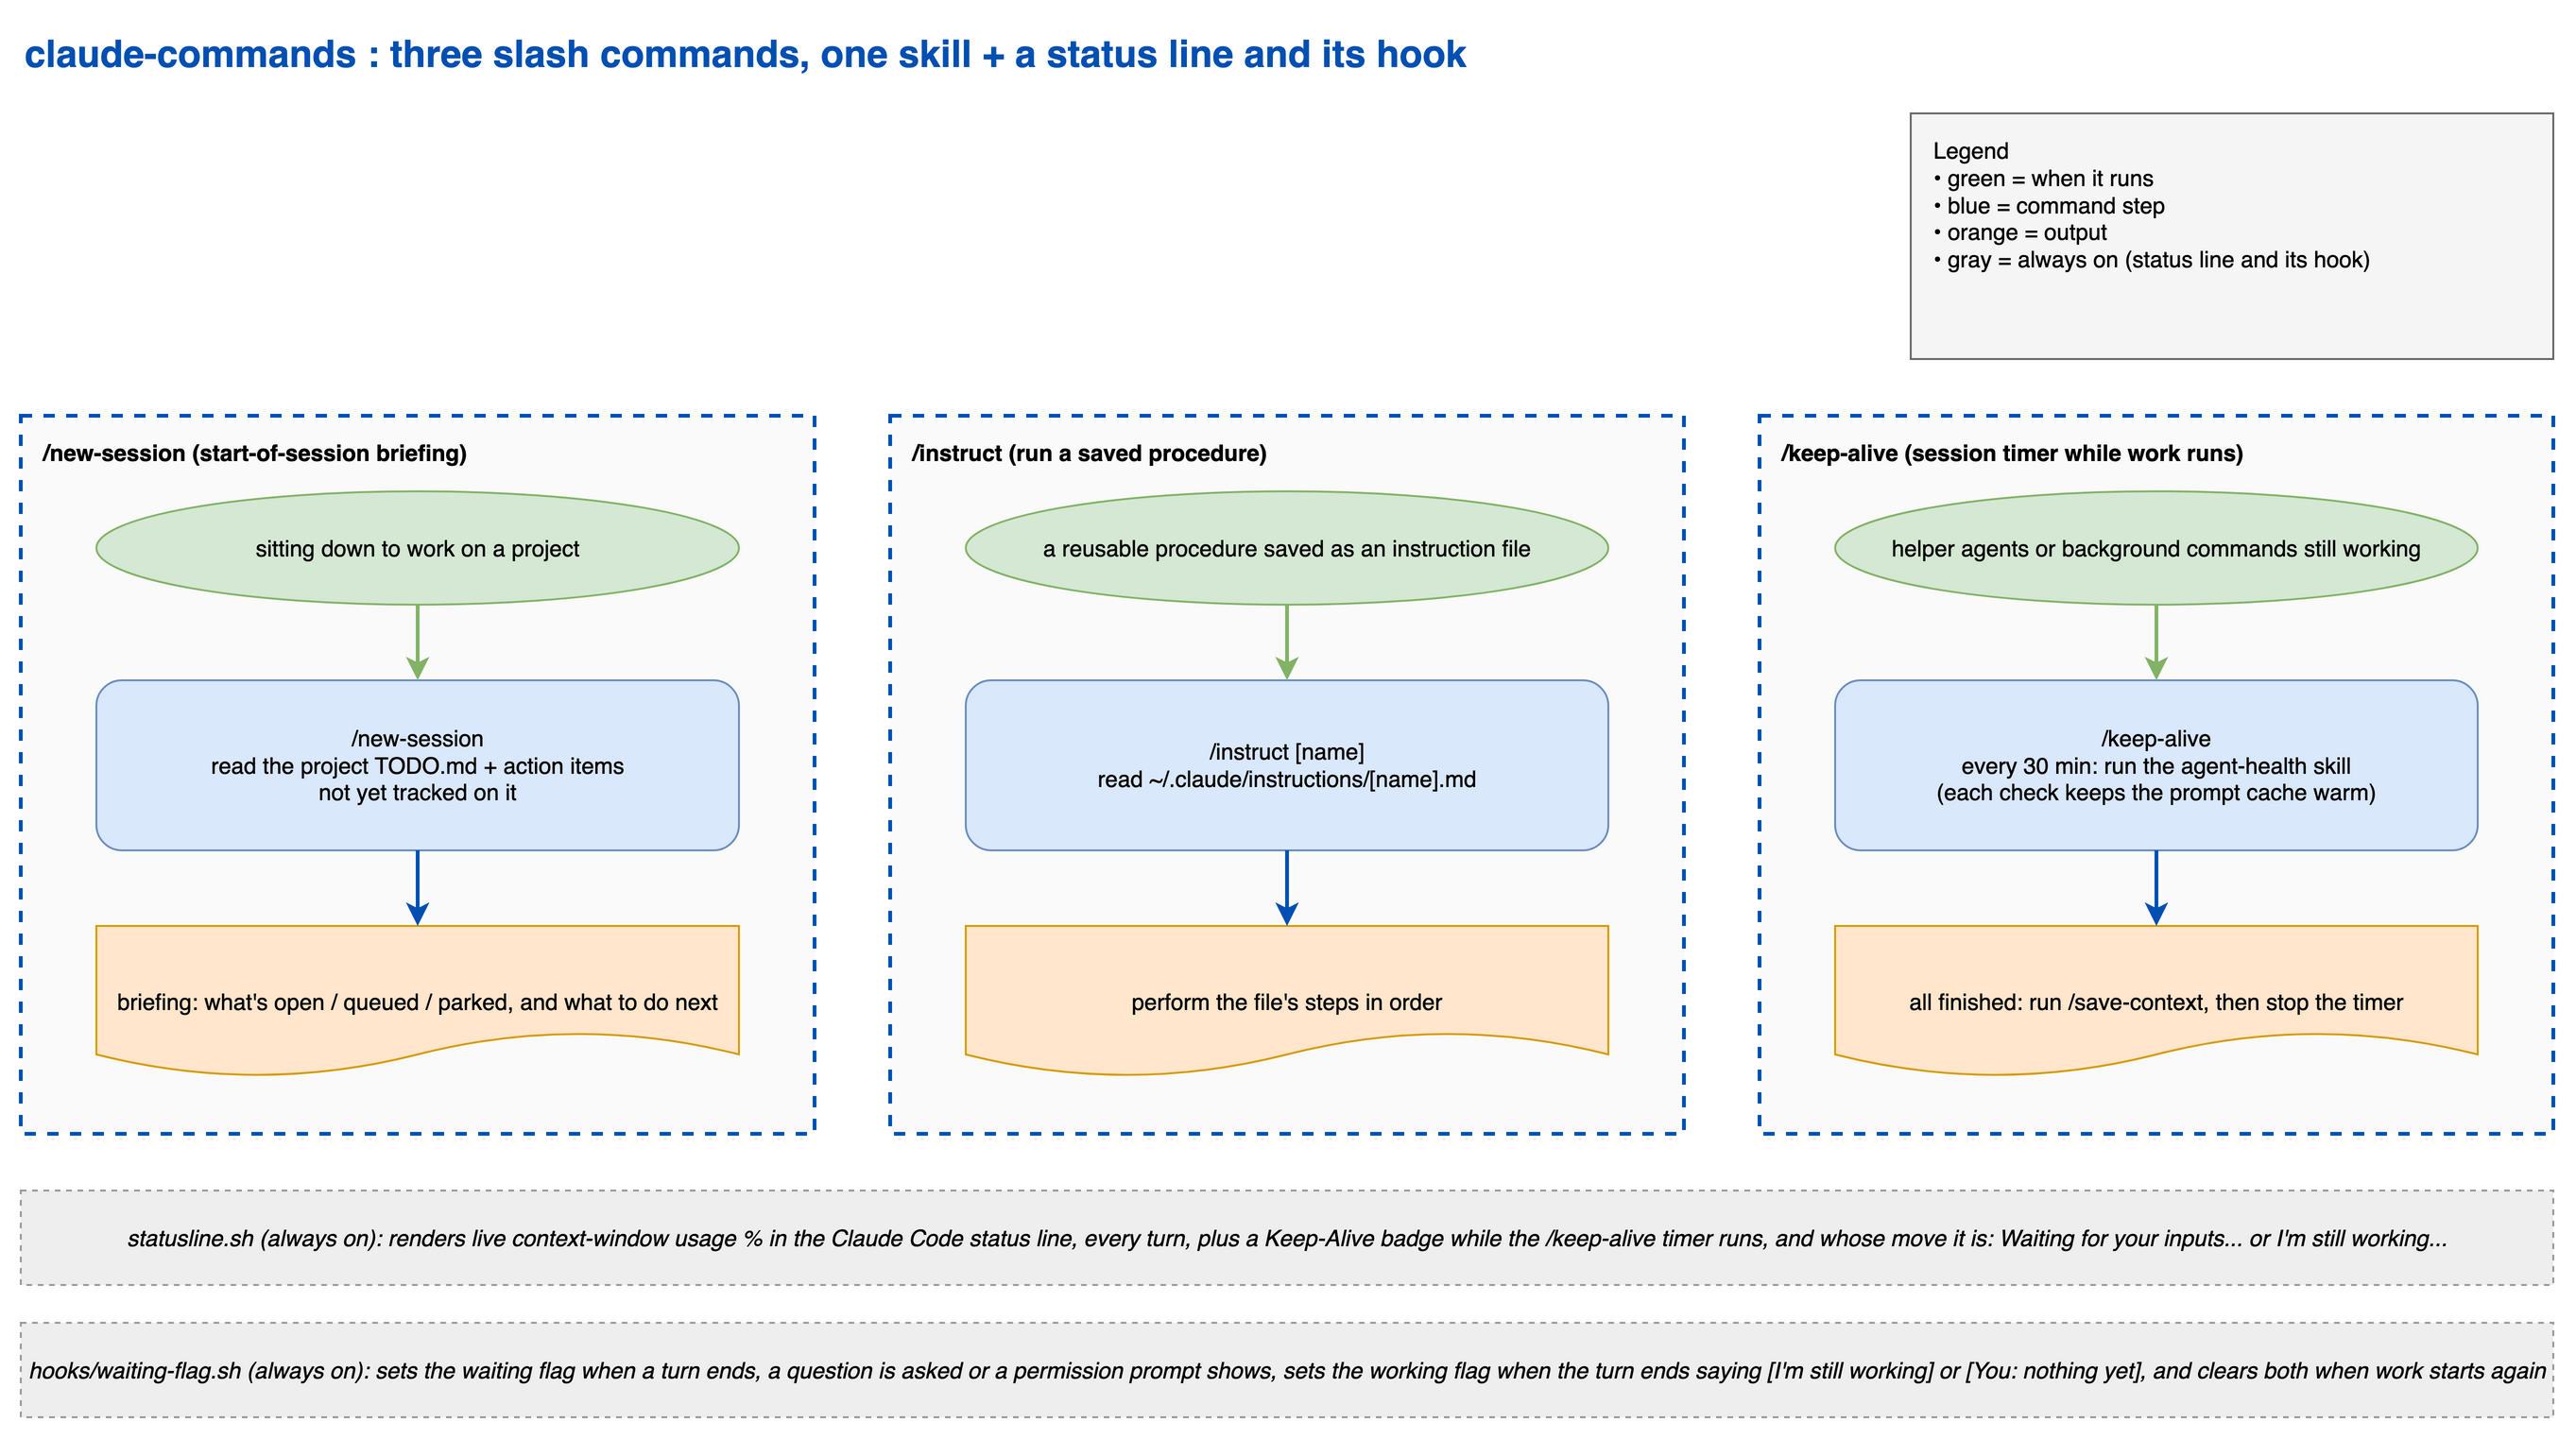 claude-commands : three slash commands, one skill + a status line and its hook
Legend
• green = when it runs
• blue = command step
• orange = output
• gray = always on (status line and its hook)
/new-session (start-of-session briefing)
sitting down to work on a project
/new-session
read the project TODO.md + action items
not yet tracked on it
briefing: what's open / queued / parked, and what to do next
/instruct (run a saved procedure)
a reusable procedure saved as an instruction file
/instruct [name]
read ~/.claude/instructions/[name].md
perform the file's steps in order
/keep-alive (session timer while work runs)
helper agents or background commands still working
/keep-alive
every 30 min: run the agent-health skill
(each check keeps the prompt cache warm)
all finished: run /save-context, then stop the timer
statusline.sh (always on): renders live context-window usage % in the Claude Code status line, every turn, plus a Keep-Alive badge while the /keep-alive timer runs, and whose move it is: Waiting for your inputs... or I'm still working...
hooks/waiting-flag.sh (always on): sets the waiting flag when a turn ends, a question is asked or a permission prompt shows, sets the working flag when the turn ends saying [I'm still working] or [You: nothing yet], and clears both when work starts again